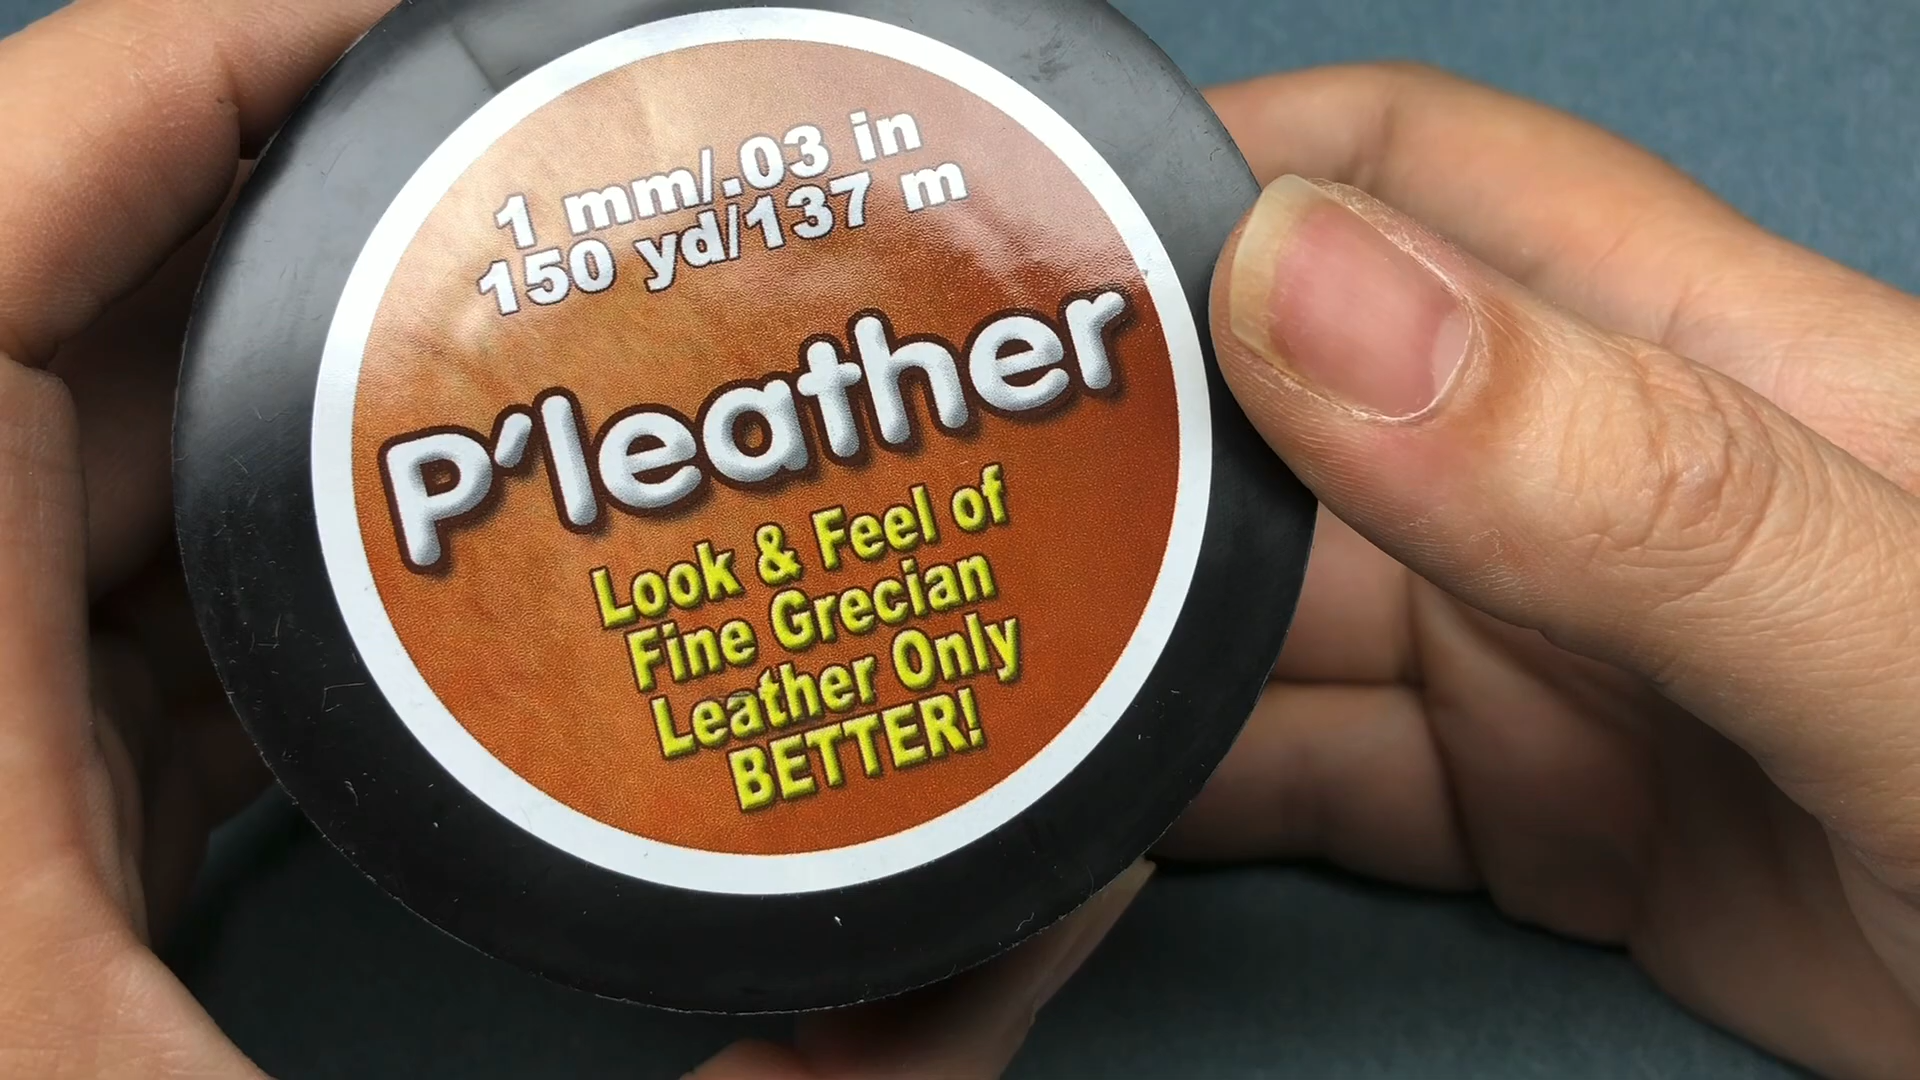 1 mm/.03 in
150 yd/137 m
P'leather
Look & Feel of
Fine Grecian
Leather Only
BETTER!